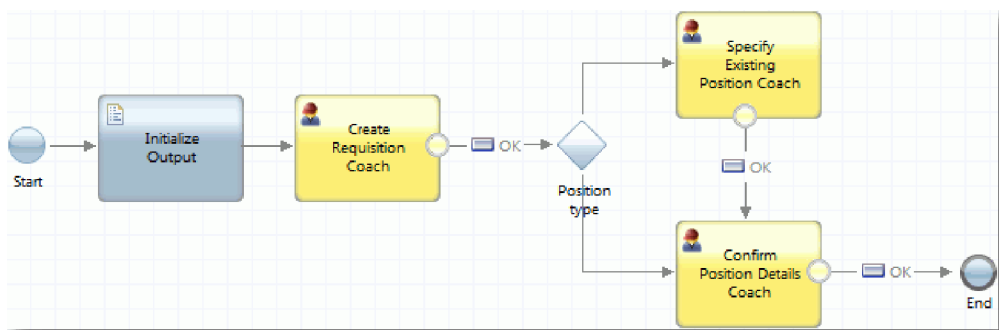 Start
Initialize
Output
Create
Requisition
Coach
OK
Position
type
Specify
Existing
Position Coach
OK
Confirm
Position Details
Coach
OK
End